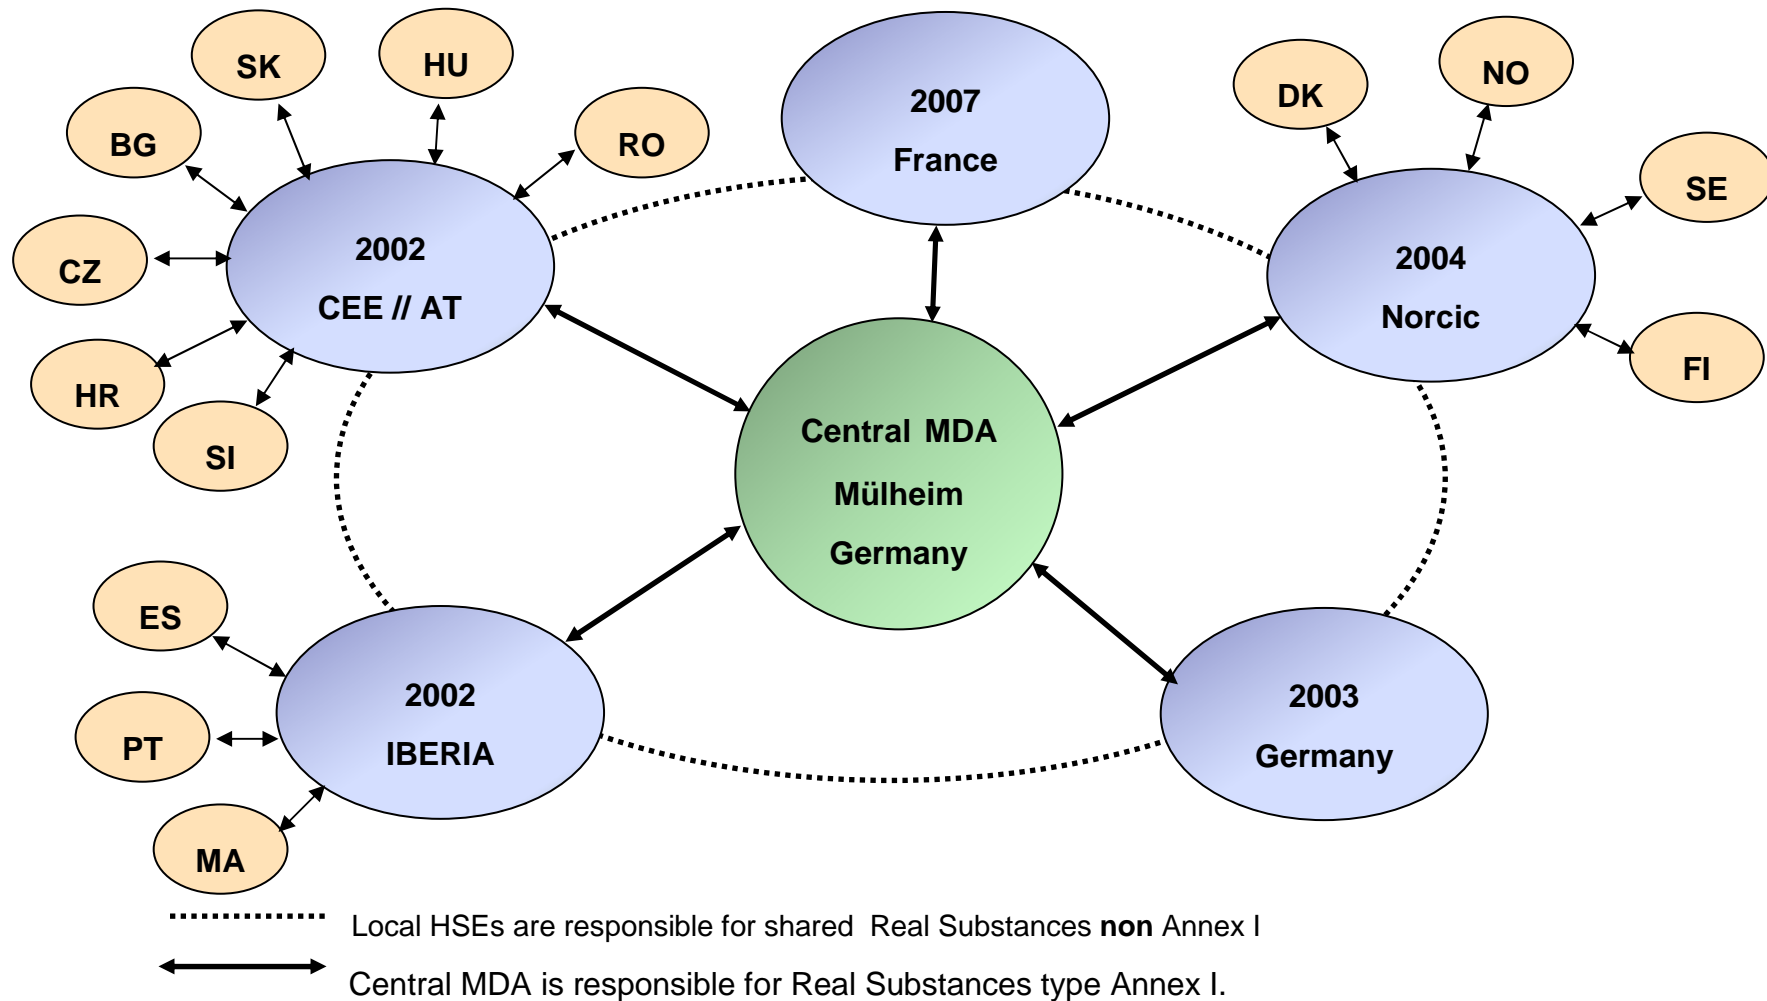 SK
HU
BG
RO
CZ
HR
SI
2002
CEE // AT
2007
France
DK
NO
SE
FI
2004
Norcic
Central MDA
Mülheim
Germany
ES
PT
MA
2002
IBERIA
2003
Germany
Local HSEs are responsible for shared Real Substances non Annex I
Central MDA is responsible for Real Substances type Annex I.